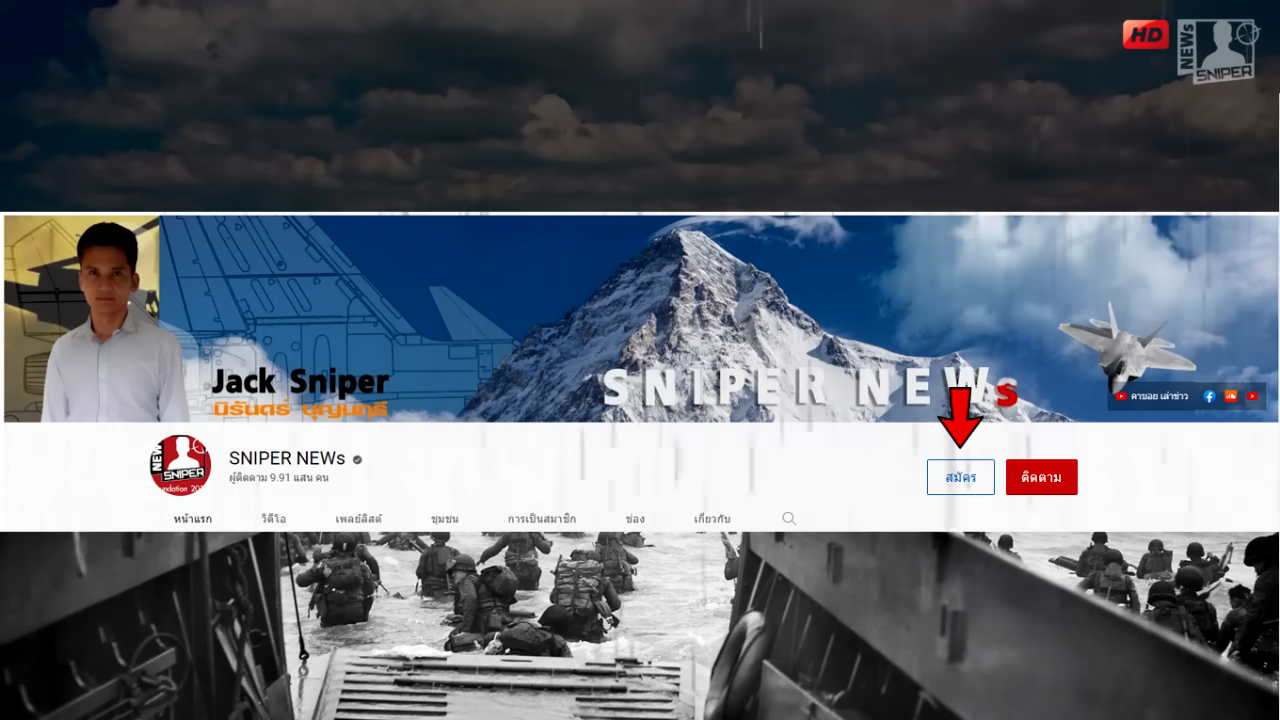 HD
NEWs
SNIPER
Jack Sniper
นิรันดร์ บุญนฤธิ์
SNIPER NEWs
คาบอย เล่าข่าว
NEW
SNIPER
SNIPER NEWs
ผู้ติดตาม 9.91 แสน คน
สมัคร
ติดตาม
หน้าแรก
วิดีโอ
เพลย์ลิสต์
ชุมชน
การเป็นสมาชิก
ช่อง
เกี่ยวกับ